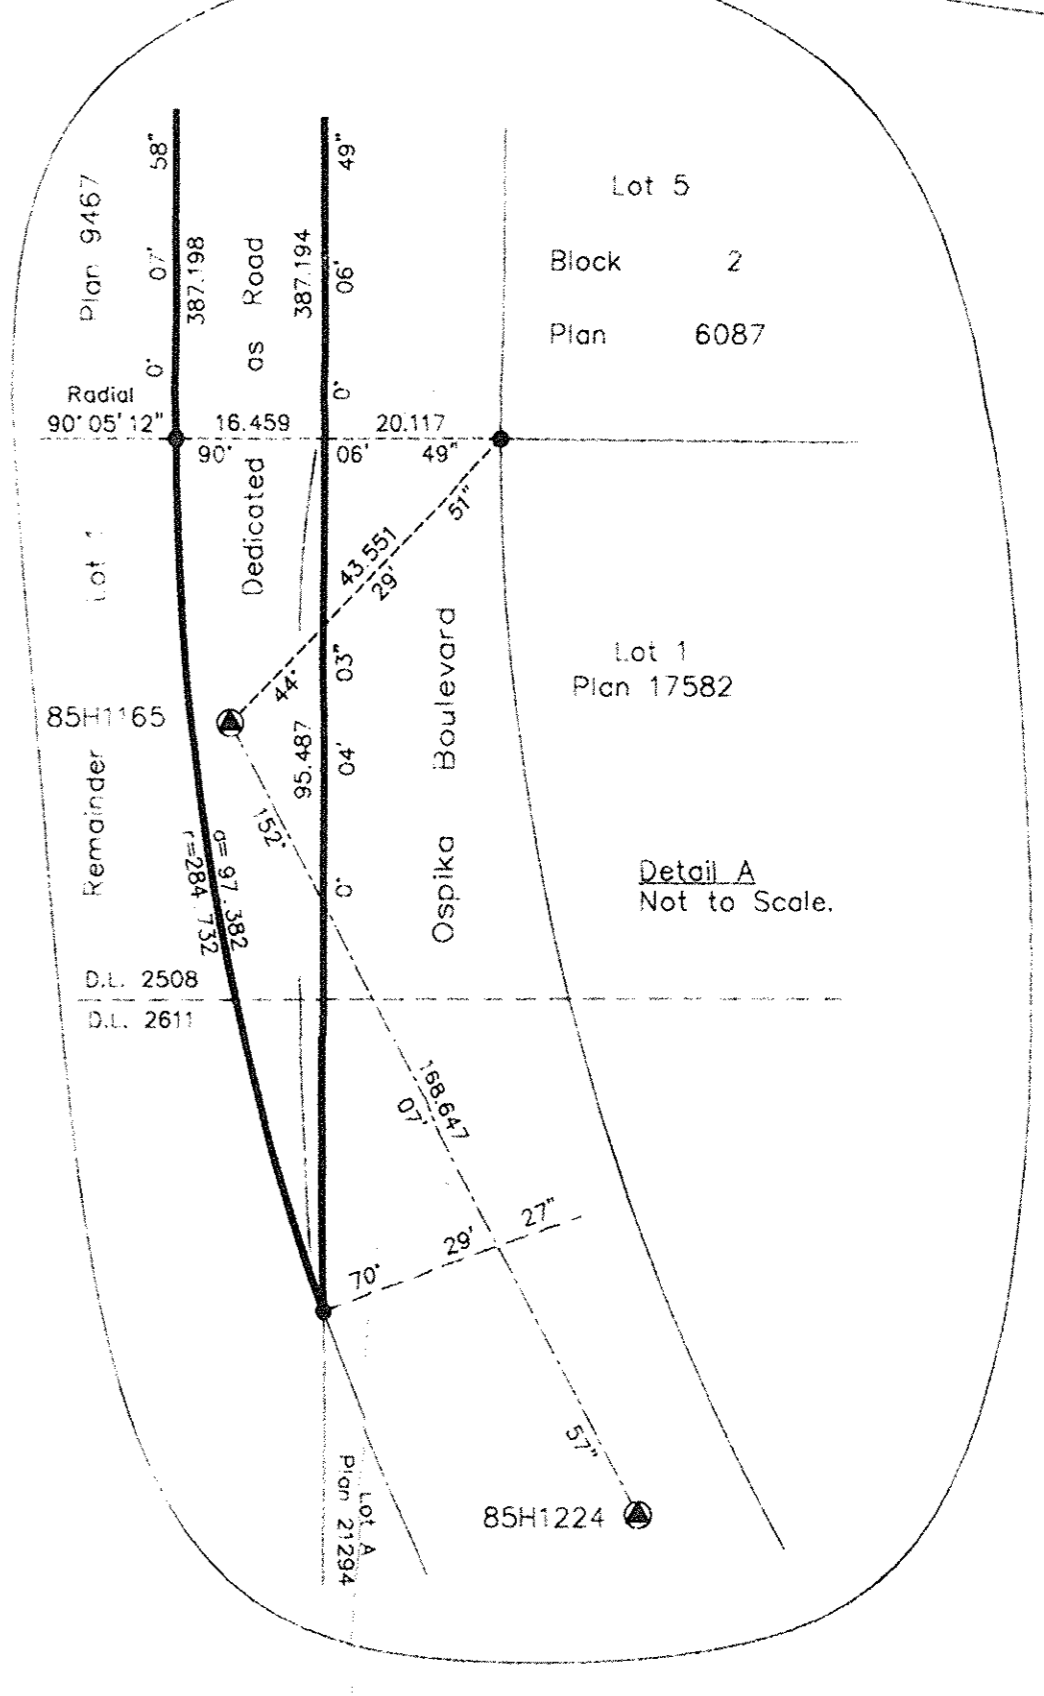 Lot 5
Block 2
Plan 6087
Plan 9467
0° 07' 58"
387.198
Dedicated as Road
387.194
0° 06' 49"
Radial
90° 05' 12"
16.459
20.117
90° 06' 49"
43.551
44° 29' 51"
Remainder Lot 1
85H1165
95.487
0° 04' 03"
Ospika Boulevard
Lot 1
Plan 17582
a= 97.382
r=284.732
152° 07' 57"
168.647
Detail A
Not to Scale.
D.L. 2508
D.L. 2611
70° 29' 27"
Lot A
Plan 21294
85H1224